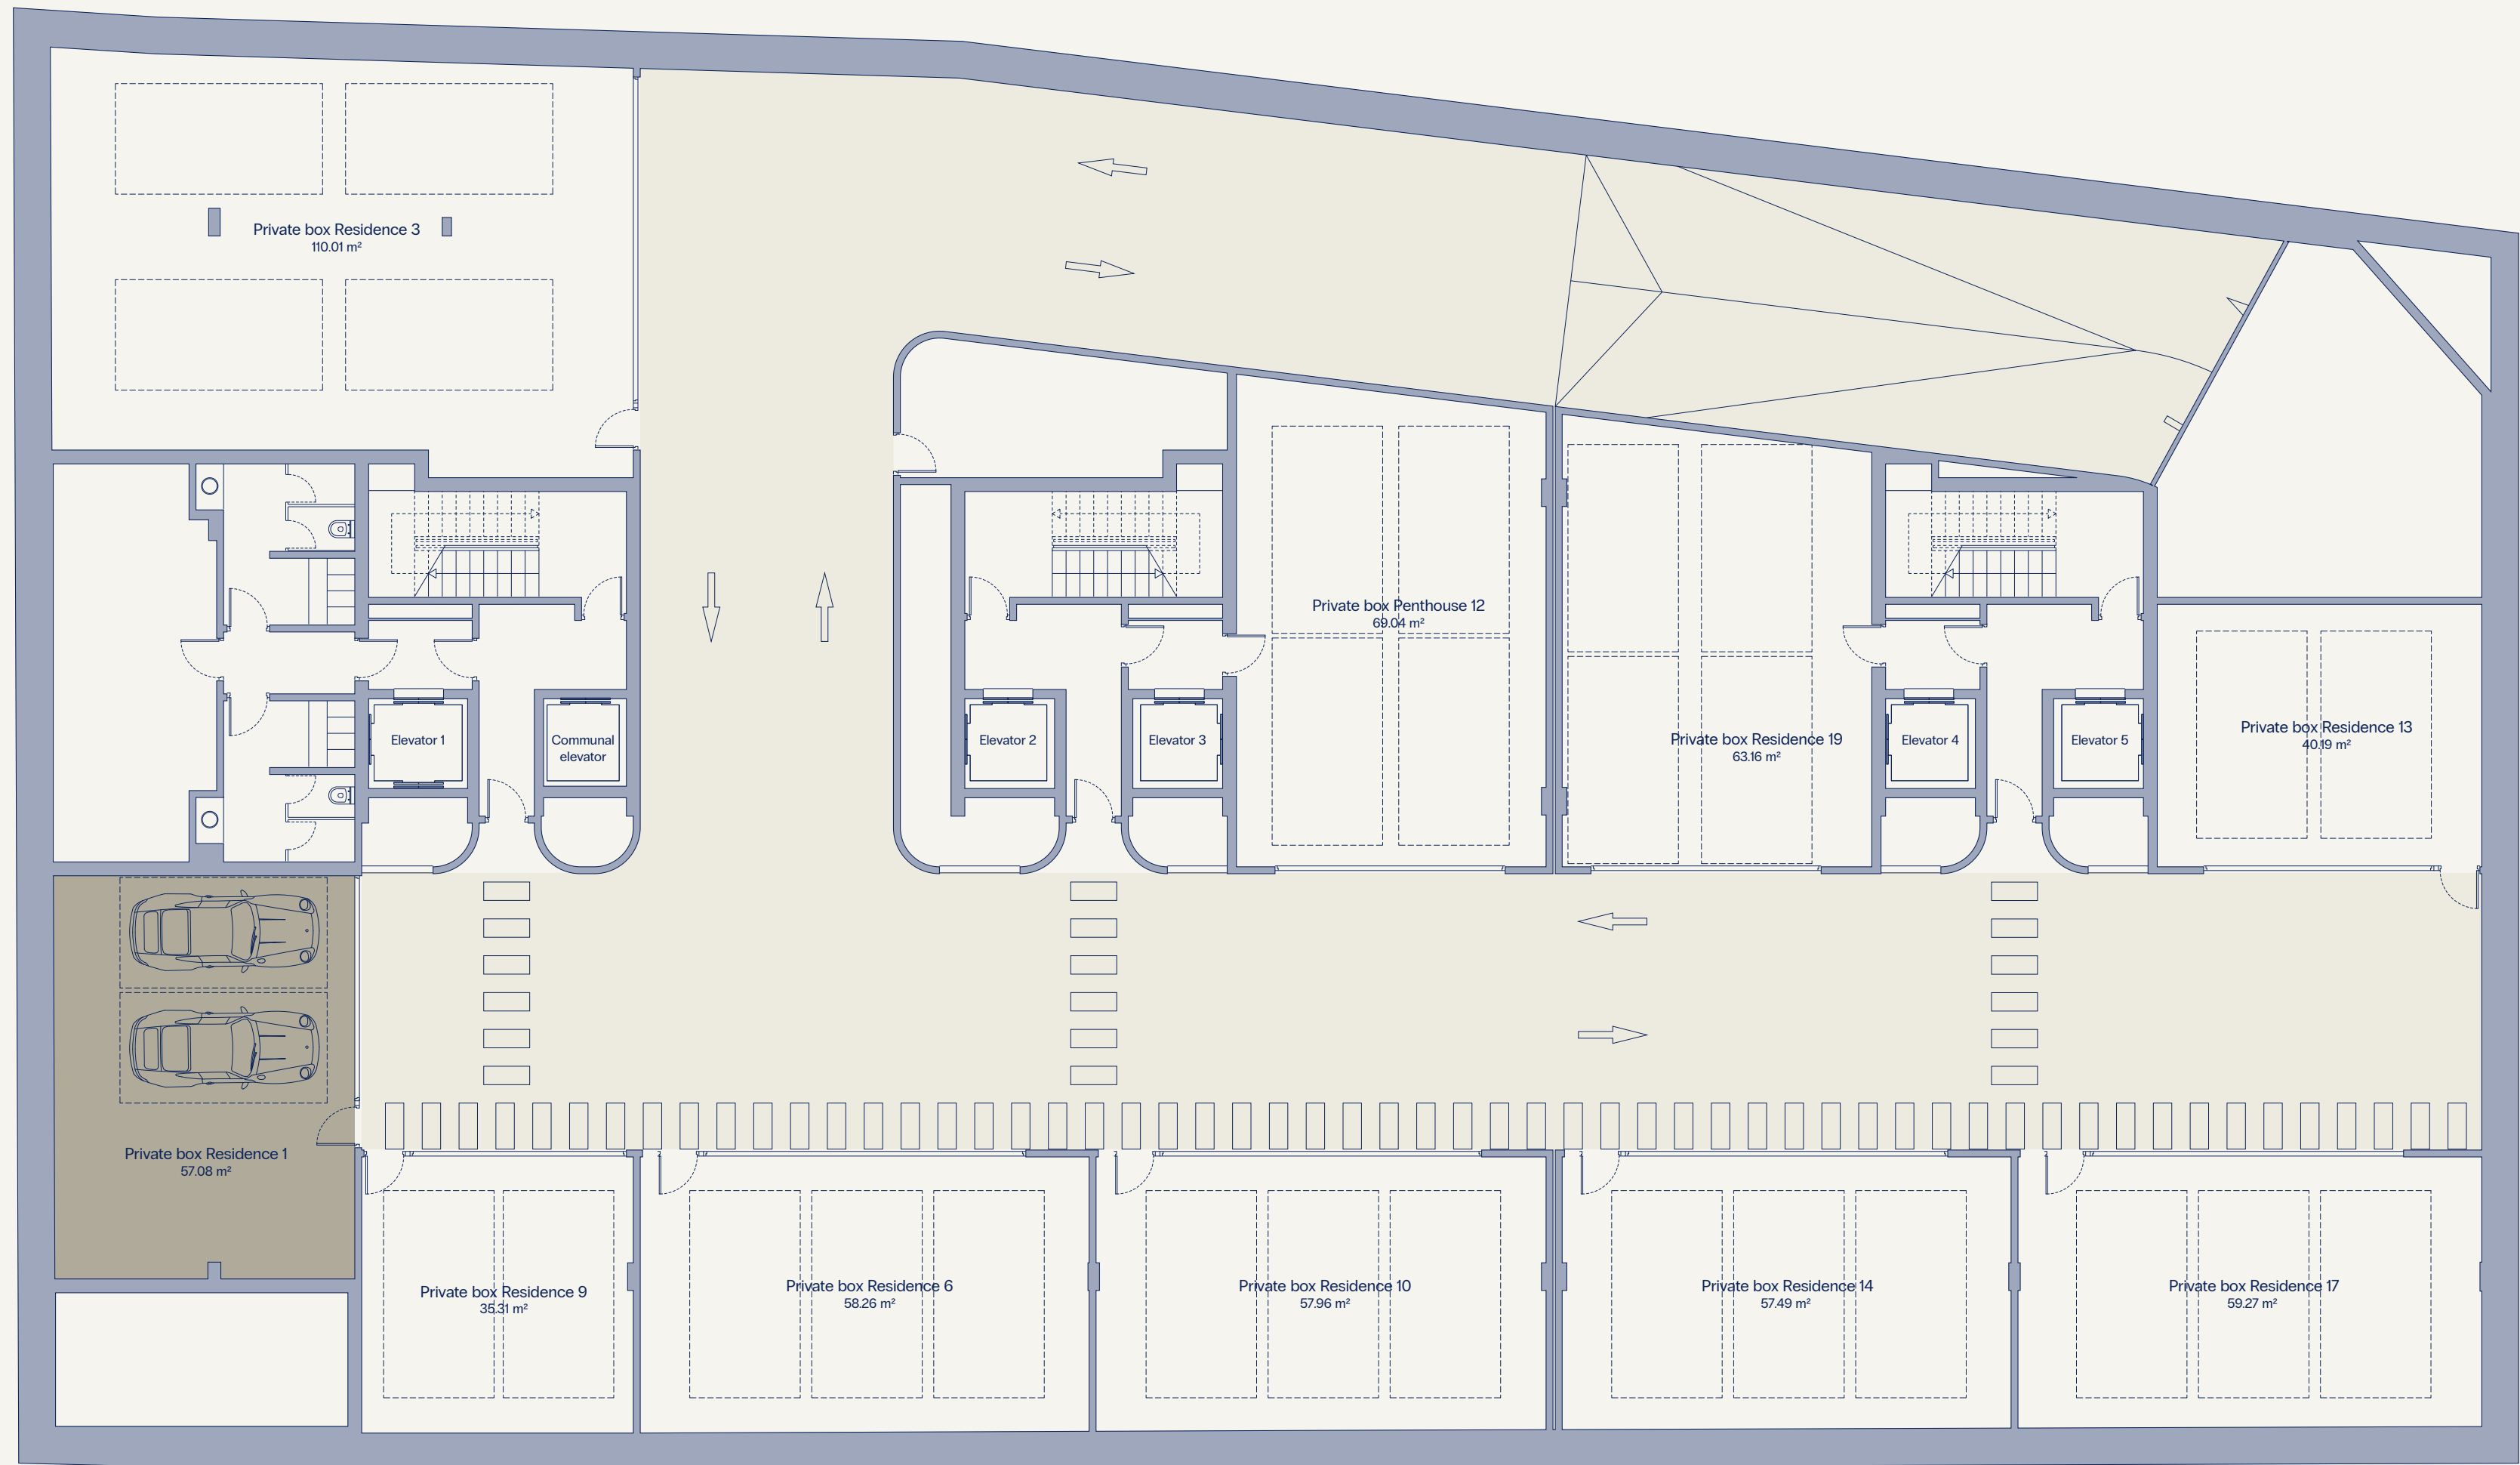 Private box Residence 3
110.01 m²
Private box Penthouse 12
69.04 m²
Elevator 1
Communal
elevator
Elevator 2
Elevator 3
Private box Residence 19
63.16 m²
Elevator 4
Elevator 5
Private box Residence 13
40.19 m²
Private box Residence 1
57.08 m²
Private box Residence 9
35.31 m²
Private box Residence 6
58.26 m²
Private box Residence 10
57.96 m²
Private box Residence 14
57.49 m²
Private box Residence 17
59.27 m²